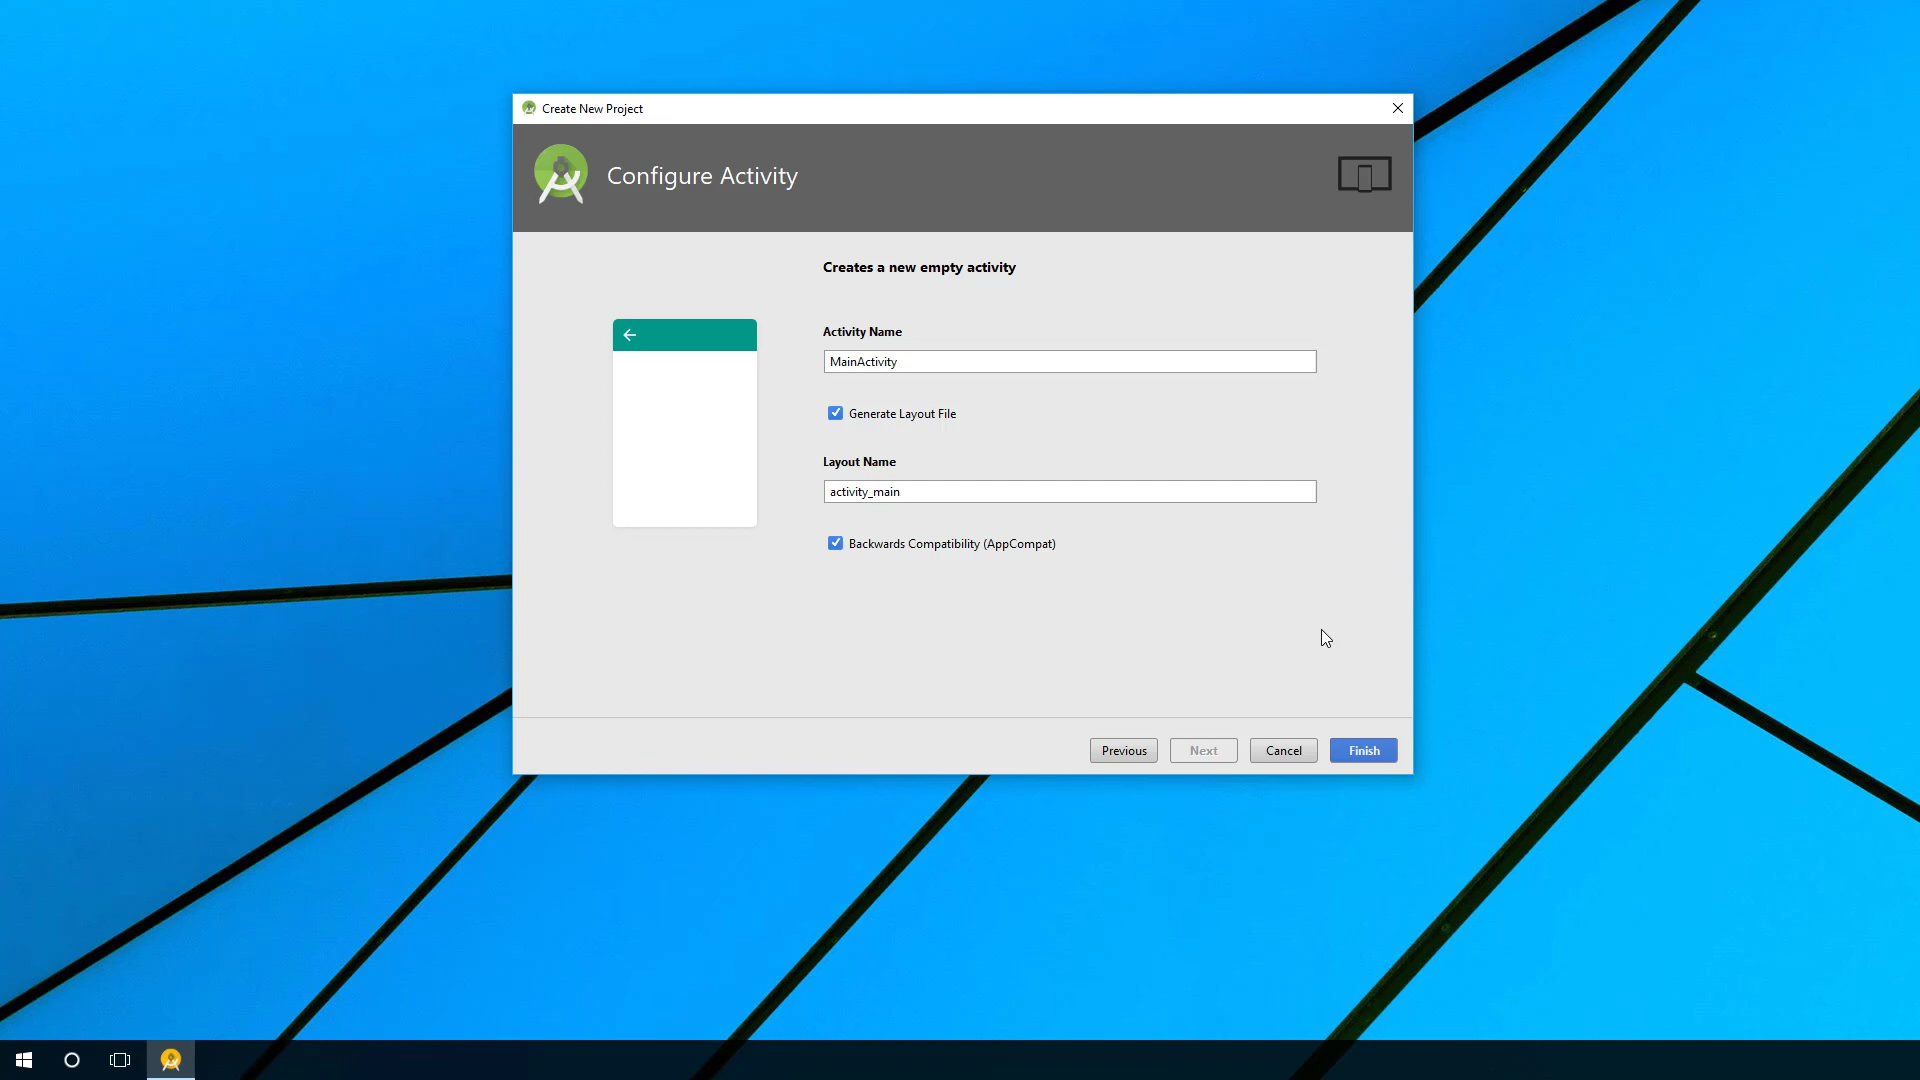 Create New Project
Configure Activity
Creates a new empty activity
Activity Name
MainActivity
Generate Layout File
Layout Name
activity_main
Backwards Compatibility (AppCompat)
Previous Next Cancel Finish